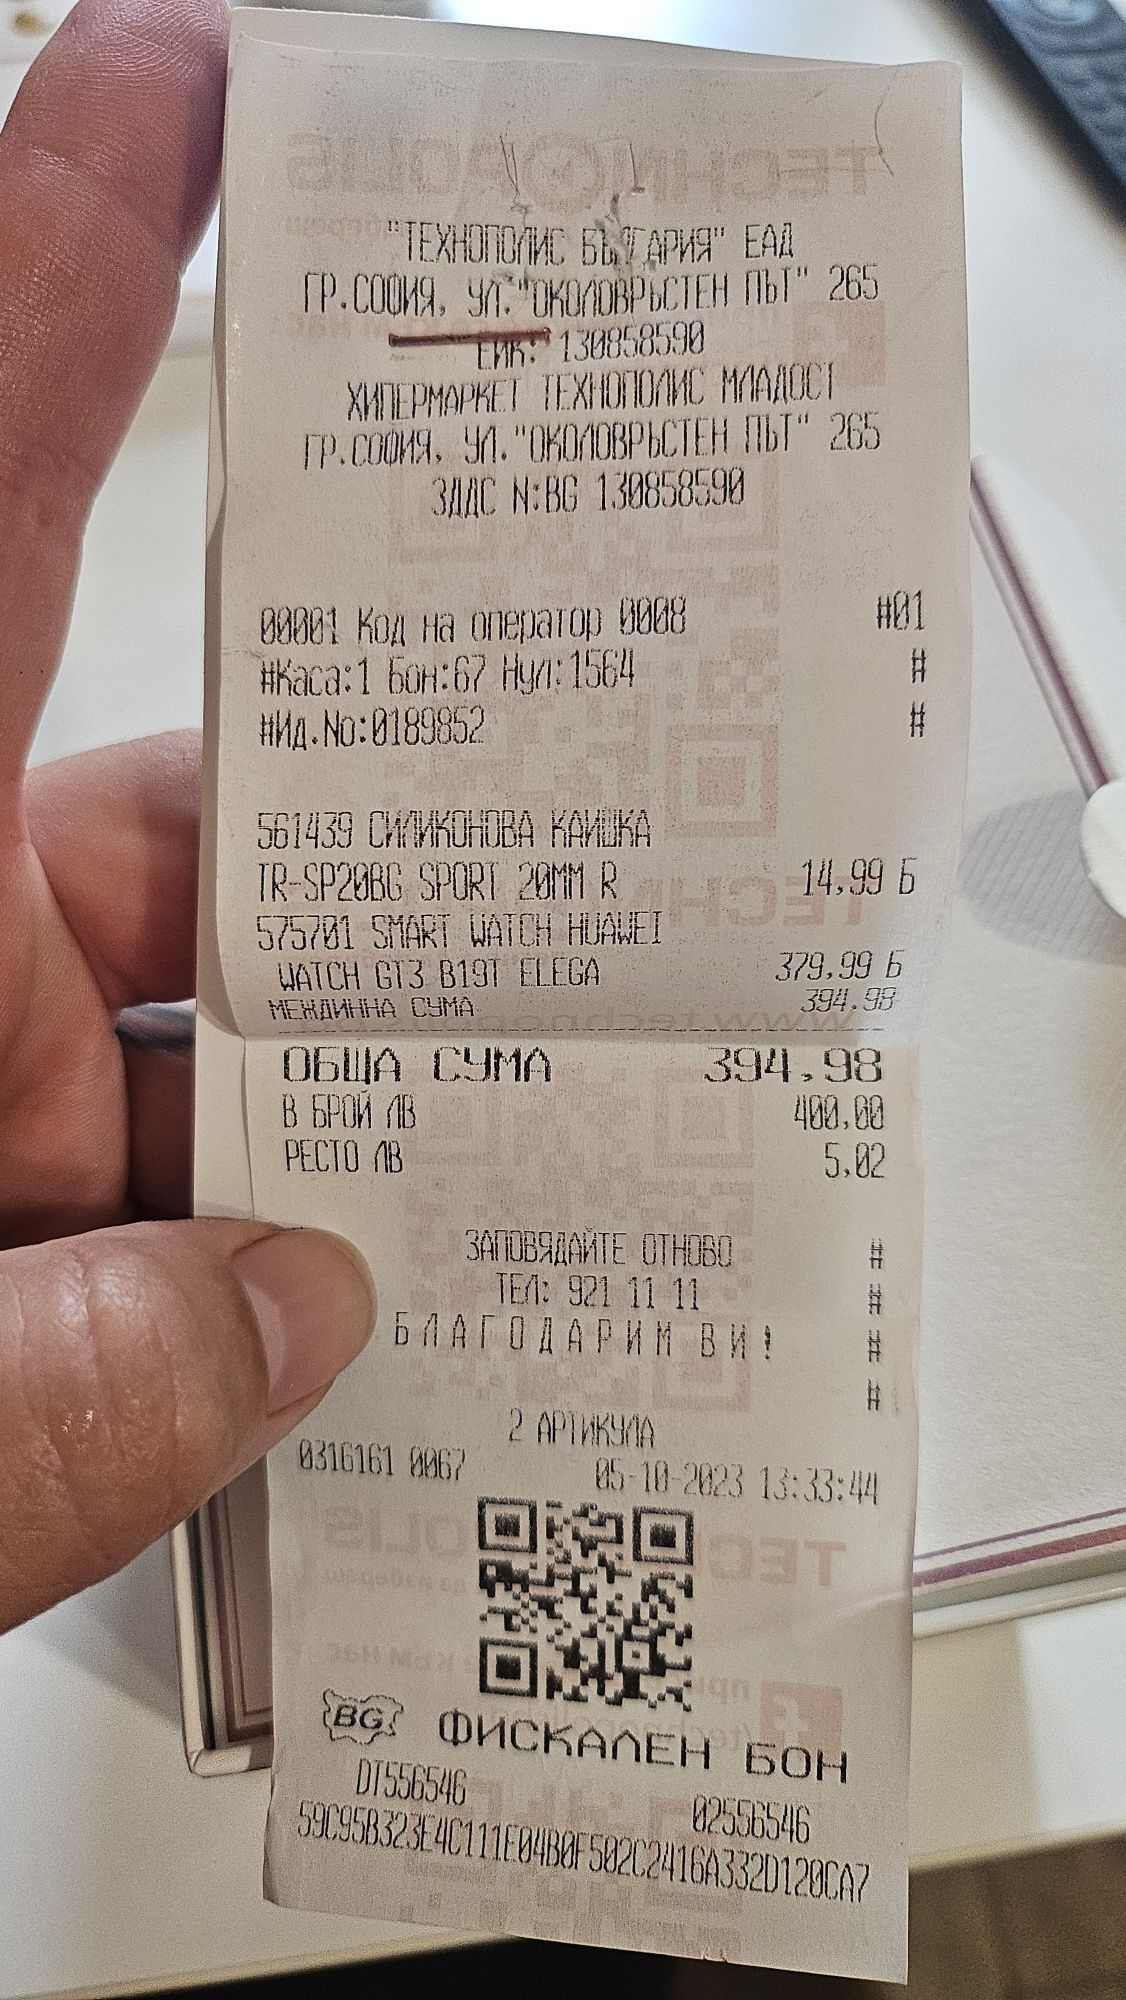 "ТЕХНОПОЛИС БЪЛГАРИЯ" ЕАД
ГР.СОФИЯ, УЛ."ОКОЛОВРЪСТЕН ПЪТ" 265
ЕИК: 130858590
ХИПЕРМАРКЕТ ТЕХНОПОЛИС МЛАДОСТ
ГР.СОФИЯ, УЛ."ОКОЛОВРЪСТЕН ПЪТ" 265
ЗДДС N:BG 130858590
00001 Код на оператор 0008 #01
#Каса:1 Бон:67 Нул:1564 #
#Ид.No:0189852 #
561439 СИЛИКОНОВА КАИШКА
TR-SP20BG SPORT 20MM R 14,99 Б
575701 SMART WATCH HUAWEI
WATCH GT3 B19T ELEGA 379,99 Б
МЕЖДИННА СУМА 394.98
ОБЩА СУМА 394,98
В БРОЙ ЛВ 400,00
РЕСТО ЛВ 5,02
ЗАПОВЯДАЙТЕ ОТНОВО #
ТЕЛ: 921 11 11 #
БЛАГОДАРИМ ВИ! #
#
2 АРТИКУЛА
0316161 0067 05-10-2023 13:33:44
BG ФИСКАЛЕН БОН
DT556546 02556546
59C95B323E4C111E04B0F502C2416A332D120CA7